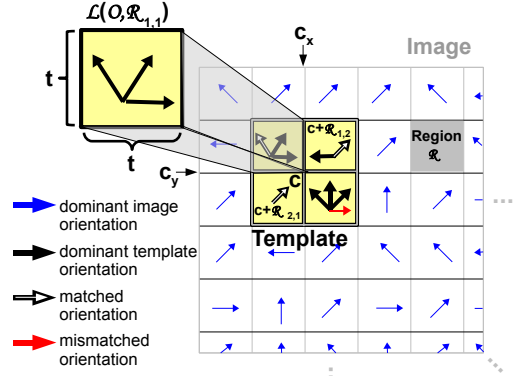 ℒ(O,ℛ1,1)
t
t
cx
Image
c+ℛ1,2
Region
ℛ
cy
c
c+ℛ2,1
Template
dominant image
orientation
dominant template
orientation
matched
orientation
mismatched
orientation